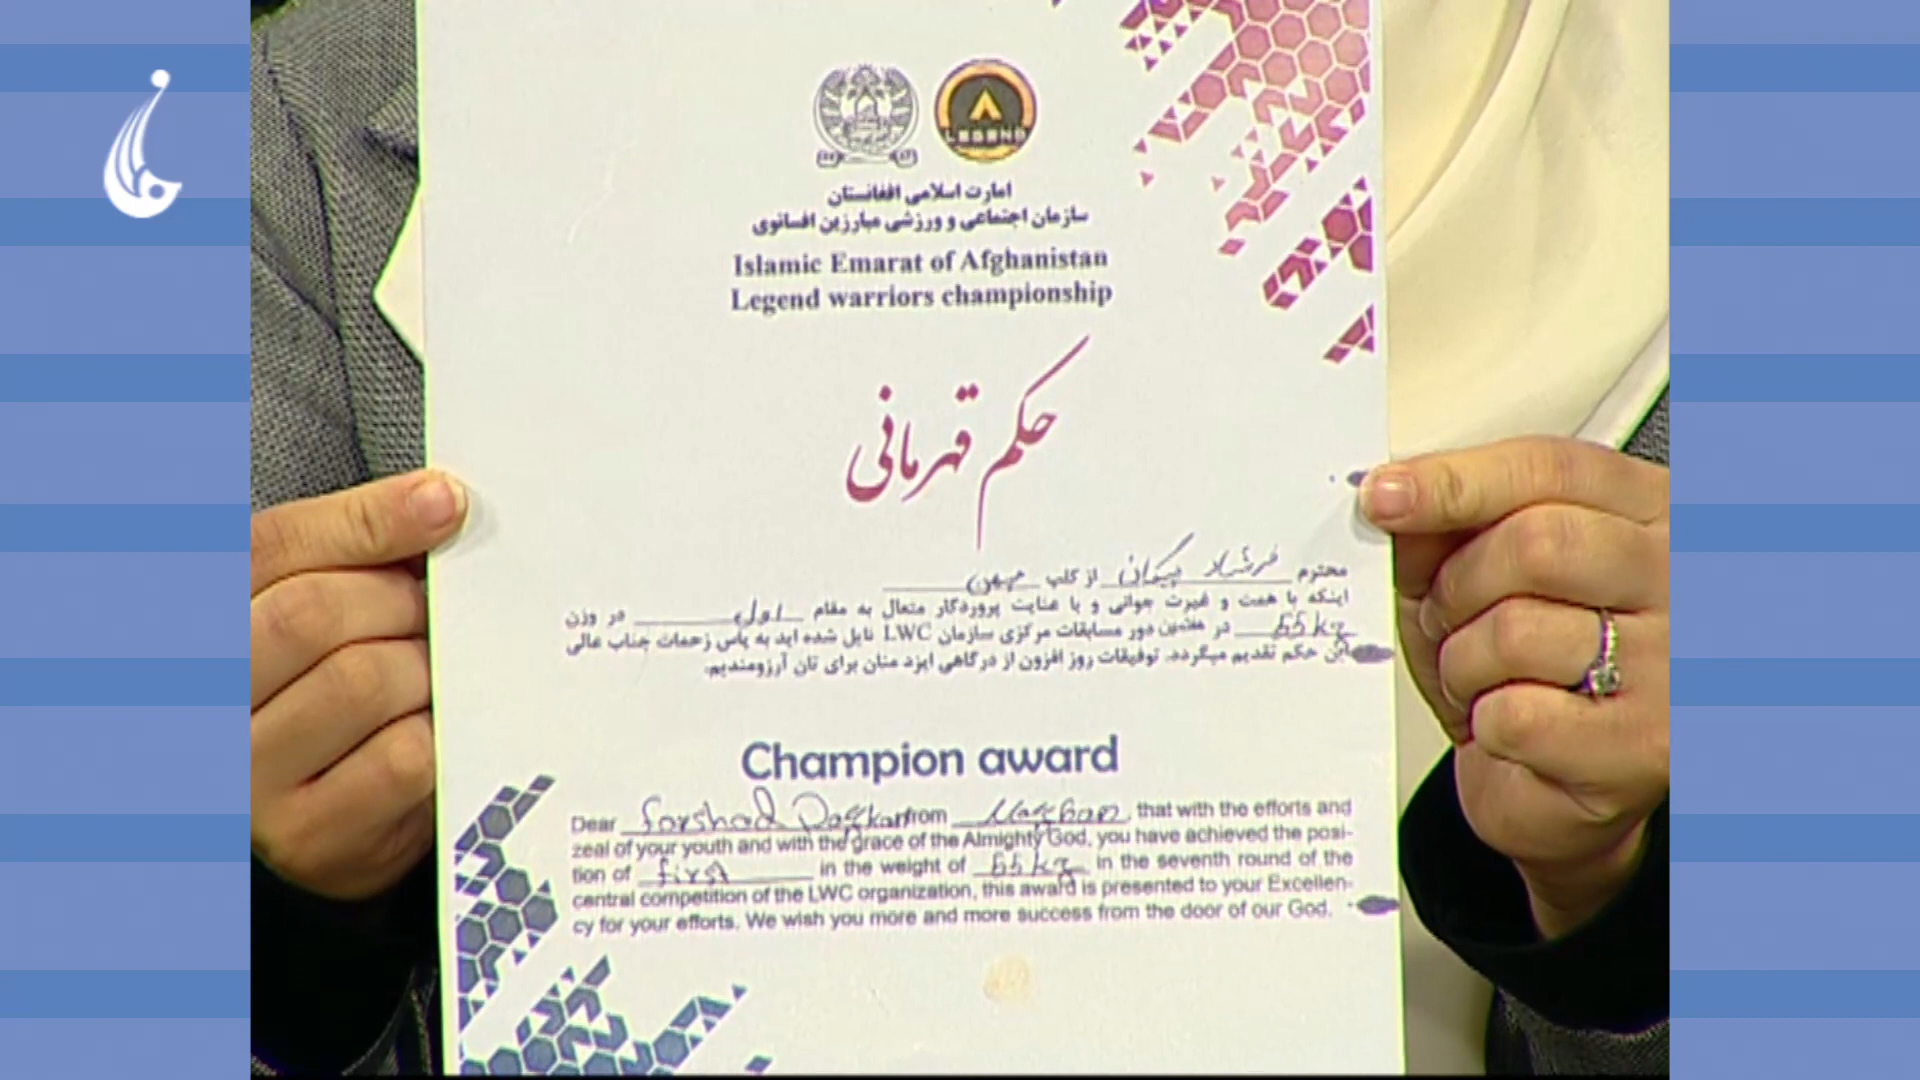 LEGEND
امارت اسلامی افغانستان
سازمان اجتماعی و ورزشی مبارزین افسانوی
Islamic Emarat of Afghanistan
Legend warriors championship
حکم قهرمانی
محترم فرشاد پیکان از کلپ میهن
اینکه با همت و غیرت جوانی و با عنایت پروردگار متعال به مقام اول در وزن
55kg در هفتمین دور مسابقات مرکزی سازمان LWC نایل شده اید به پاس زحمات جناب عالی
این حکم تقدیم میگردد. توفیقات روز افزون از درگاهی ایزد منان برای تان آرزومندیم.
Champion award
Dear Farshad from that with the efforts and
zeal of your youth and with the grace of the Almighty God, you have achieved the posi-
tion of first in the weight of 55kg in the seventh round of the
central competition of the LWC organization, this award is presented to your Excellen-
cy for your efforts. We wish you more and more success from the door of our God.